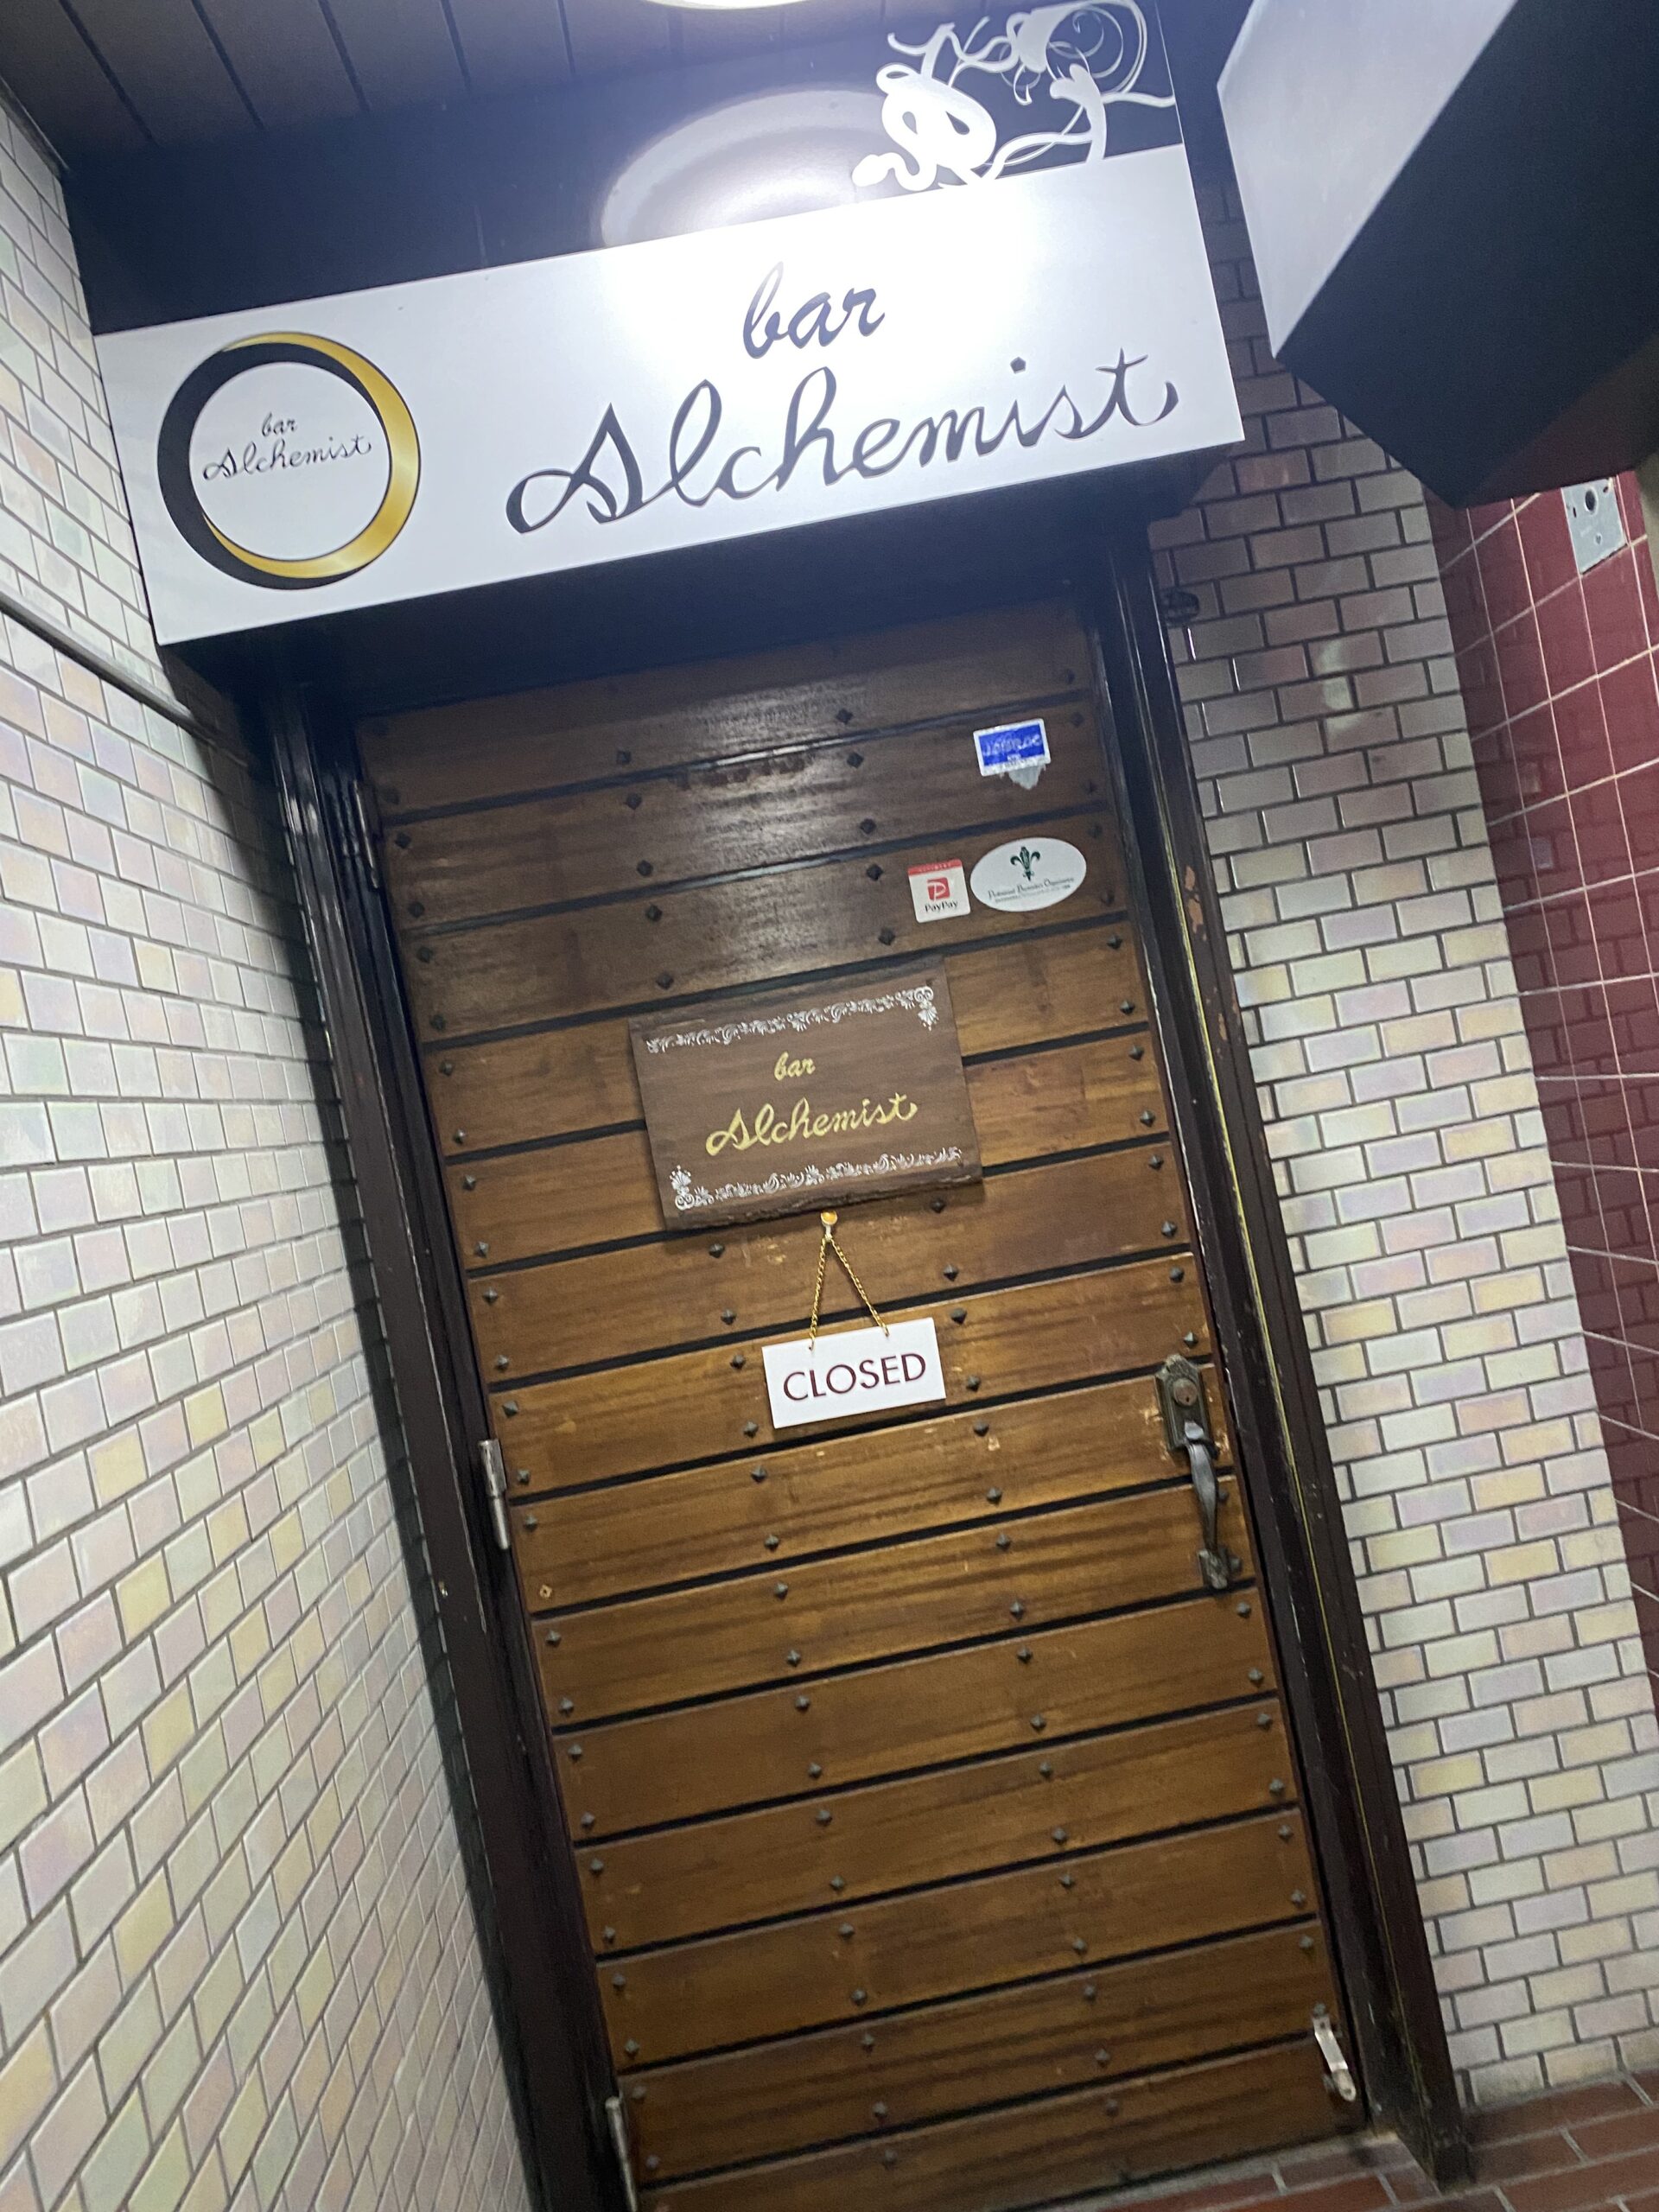 bar
Alchemist
bar
Alchemist
PayPay
bar
Alchemist
CLOSED